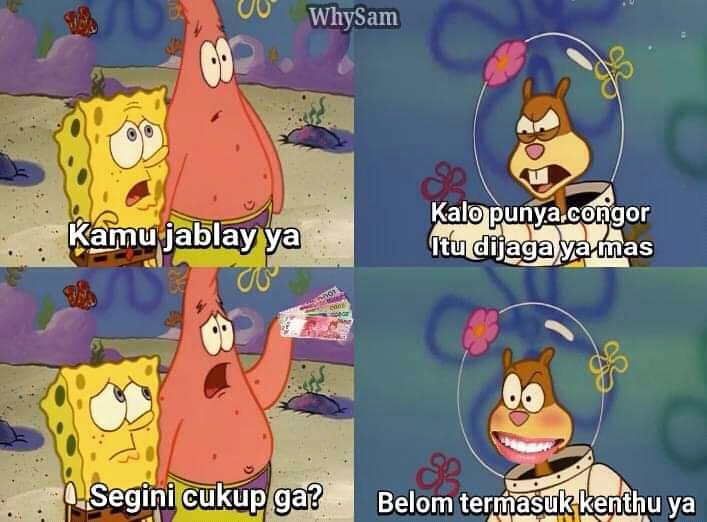 WhySam
Kamu jablay ya
Kalo punya congor
Itu dijaga ya mas
Segini cukup ga?
Belom termasuk kenthu ya